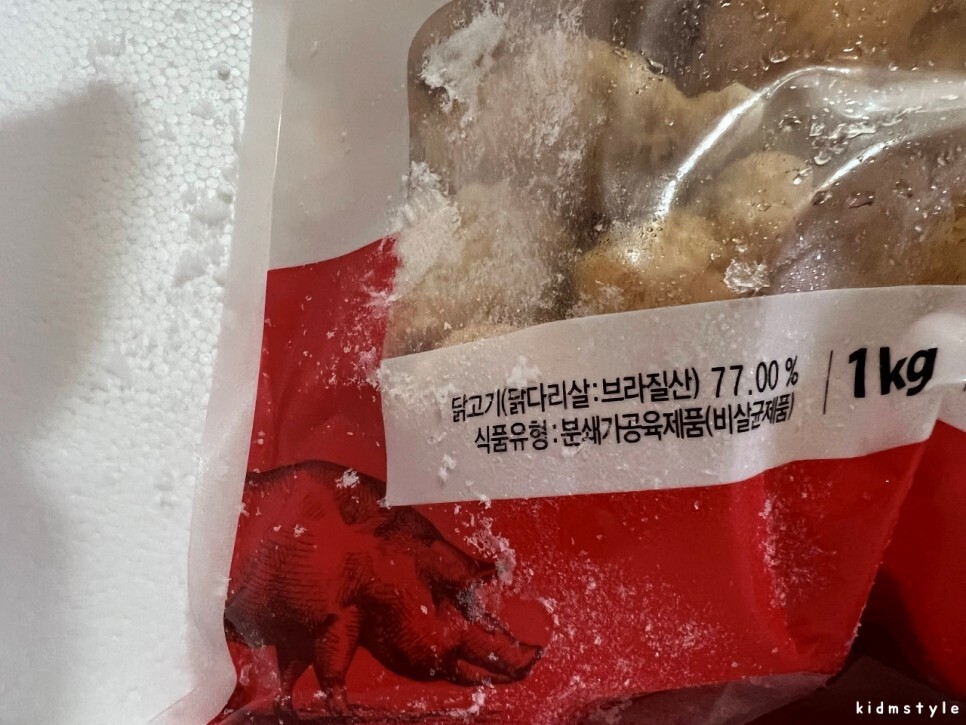 닭고기(닭다리살:브라질산) 77.00 % | 1kg
식품유형:분쇄가공육제품(비살균제품)
kidmstyle